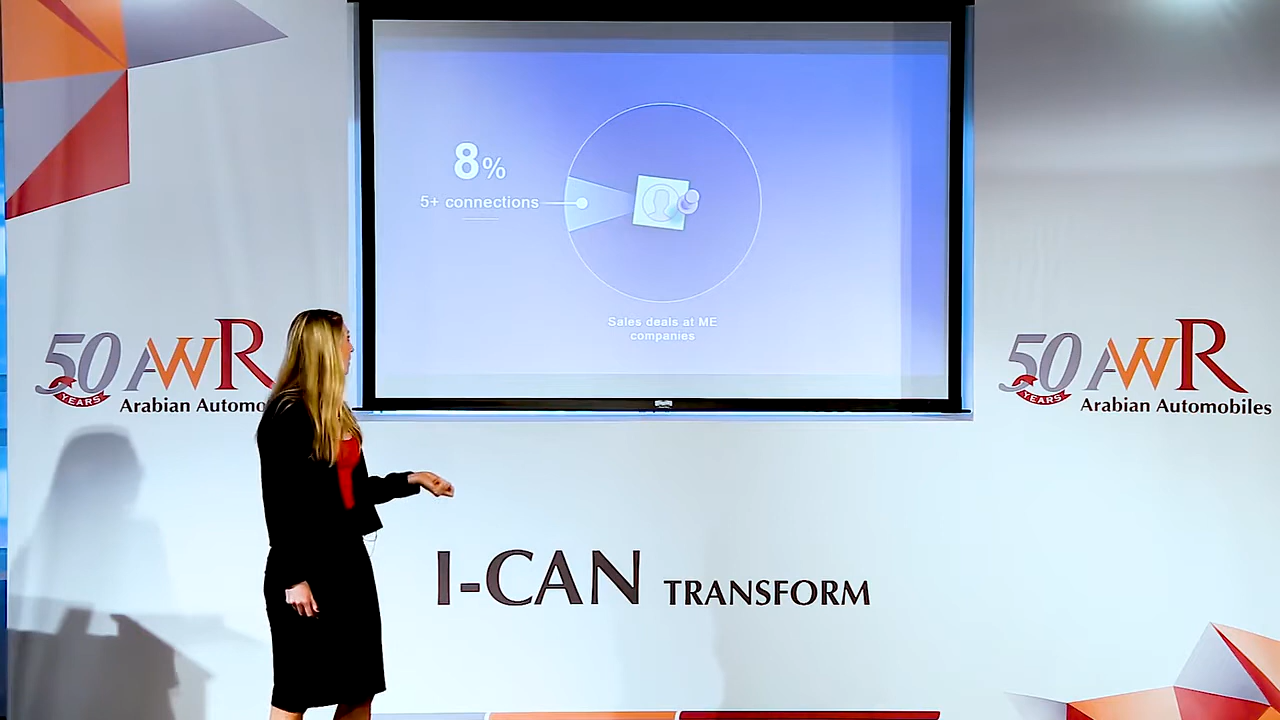 8%
5+ connections
Sales deals at ME
companies
50 AWR
YEARS
Arabian Automo
50 AWR
YEARS
Arabian Automobiles
I-CAN TRANSFORM